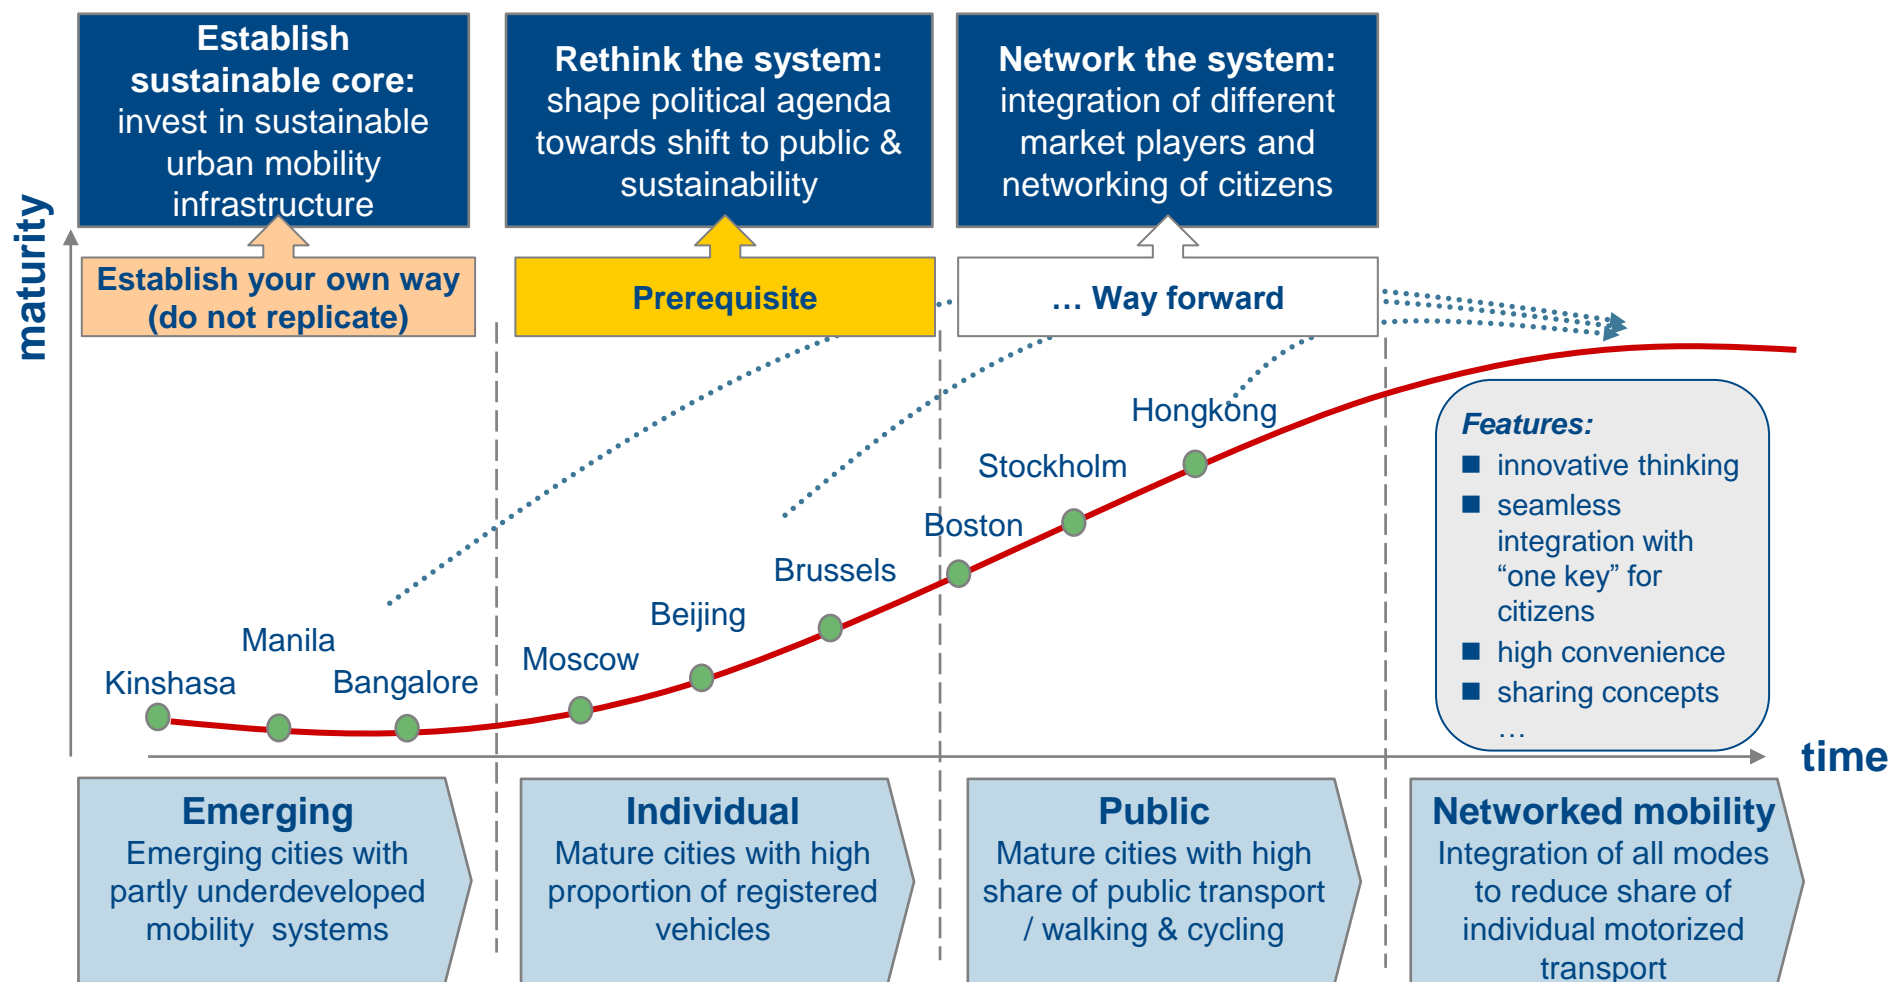 Establish
sustainable core:
invest in sustainable
urban mobility
infrastructure
Rethink the system:
shape political agenda
towards shift to public &
sustainability
Network the system:
integration of different
market players and
networking of citizens
maturity
Establish your own way
(do not replicate)
Prerequisite
… Way forward
Hongkong
Stockholm
Boston
Brussels
Beijing
Moscow
Manila
Bangalore
Kinshasa
Features:
■ innovative thinking
■ seamless
integration with
“one key” for
citizens
■ high convenience
■ sharing concepts
…
time
Emerging
Emerging cities with
partly underdeveloped
mobility systems
Individual
Mature cities with high
proportion of registered
vehicles
Public
Mature cities with high
share of public transport
/ walking & cycling
Networked mobility
Integration of all modes
to reduce share of
individual motorized
transport